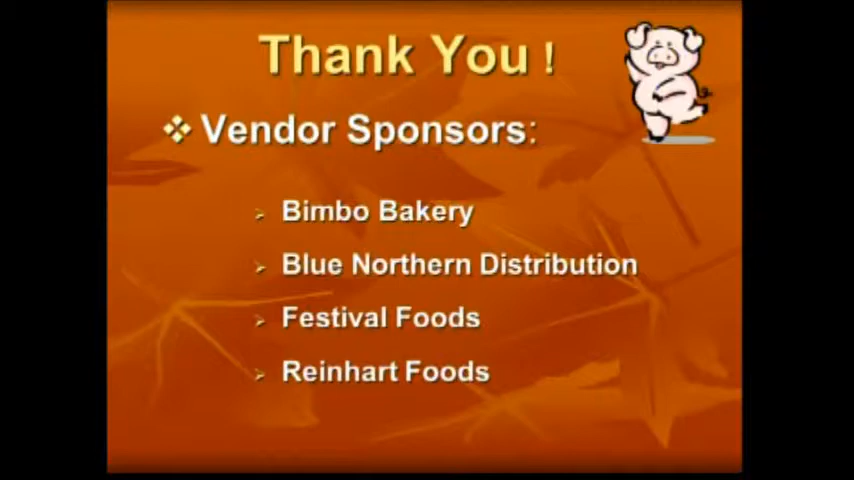 Thank You !
Vendor Sponsors:
Bimbo Bakery
Blue Northern Distribution
Festival Foods
Reinhart Foods